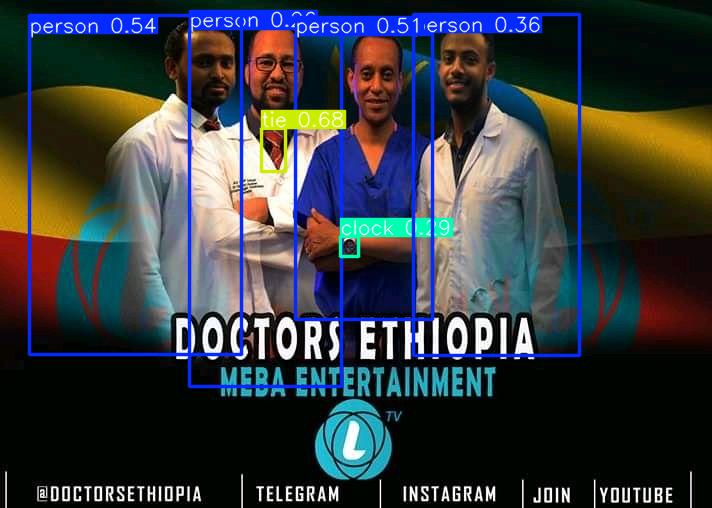 person 0.54
person 0.51
person 0.36
tie 0.68
clock 0.29
TV
DOCTORS ETHIOPIA
MEBA ENTERTAINMENT
L TV
@DOCTORSETHIOPIA TELEGRAM INSTAGRAM JOIN YOUTUBE